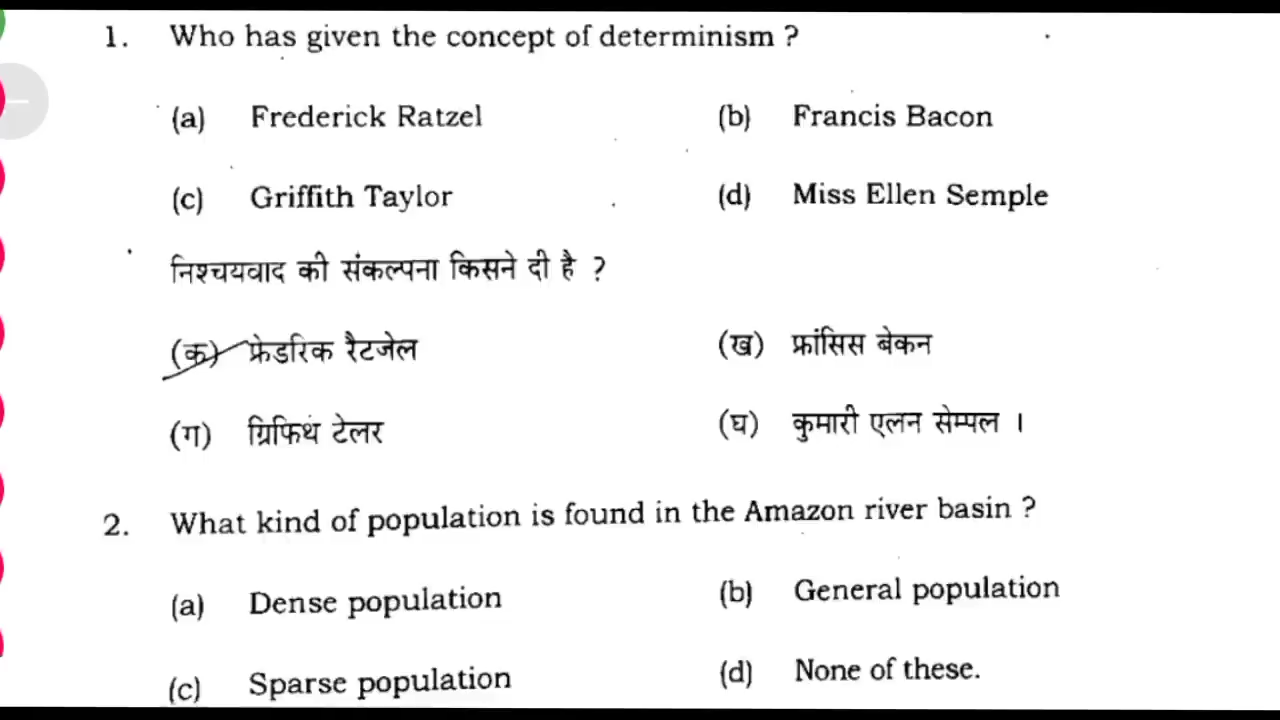 1. Who has given the concept of determinism ?
(a) Frederick Ratzel (b) Francis Bacon
(c) Griffith Taylor (d) Miss Ellen Semple
निश्चयवाद की संकल्पना किसने दी है ?
(क) फ्रेडरिक रैटजेल (ख) फ्रांसिस बेकन
(ग) ग्रिफिथ टेलर (घ) कुमारी एलन सेम्पल ।
2. What kind of population is found in the Amazon river basin ?
(a) Dense population (b) General population
(c) Sparse population (d) None of these.